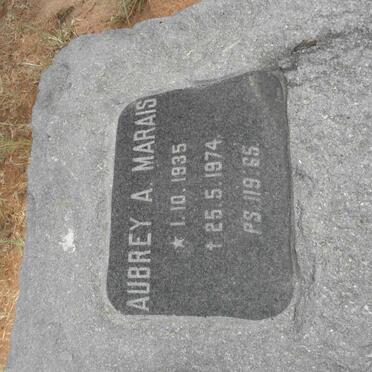 AUBREY A. MARAIS
★ 1.10.1935
† 25.5.1974
PS. 119:65.